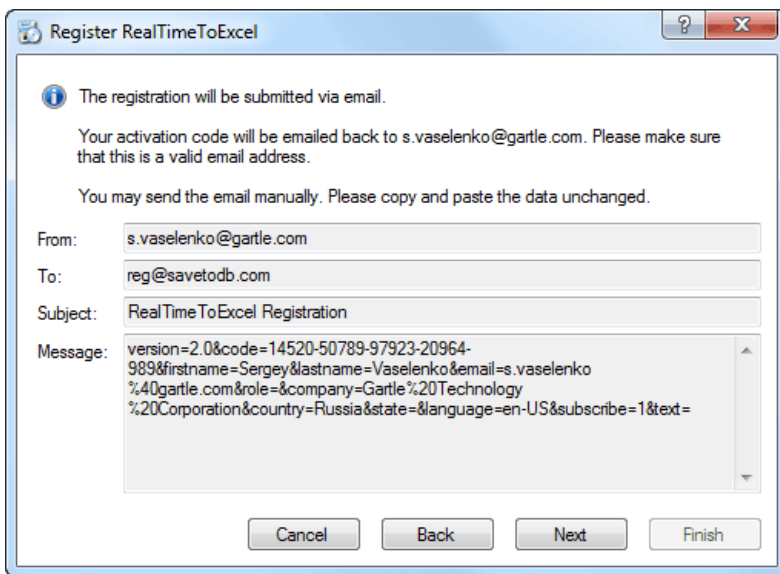 Register RealTimeToExcel
?
X
The registration will be submitted via email.
Your activation code will be emailed back to s.vaselenko@gartle.com. Please make sure
that this is a valid email address.
You may send the email manually. Please copy and paste the data unchanged.
From: s.vaselenko@gartle.com
To: reg@savetodb.com
Subject: RealTimeToExcel Registration
Message: version=2.0&code=14520-50789-97923-20964-
989&firstname=Sergey&lastname=Vaselenko&email=s.vaselenko
%40gartle.com&role=&company=Gartle%20Technology
%20Corporation&country=Russia&state=&language=en-US&subscribe=1&text=
Cancel Back Next Finish